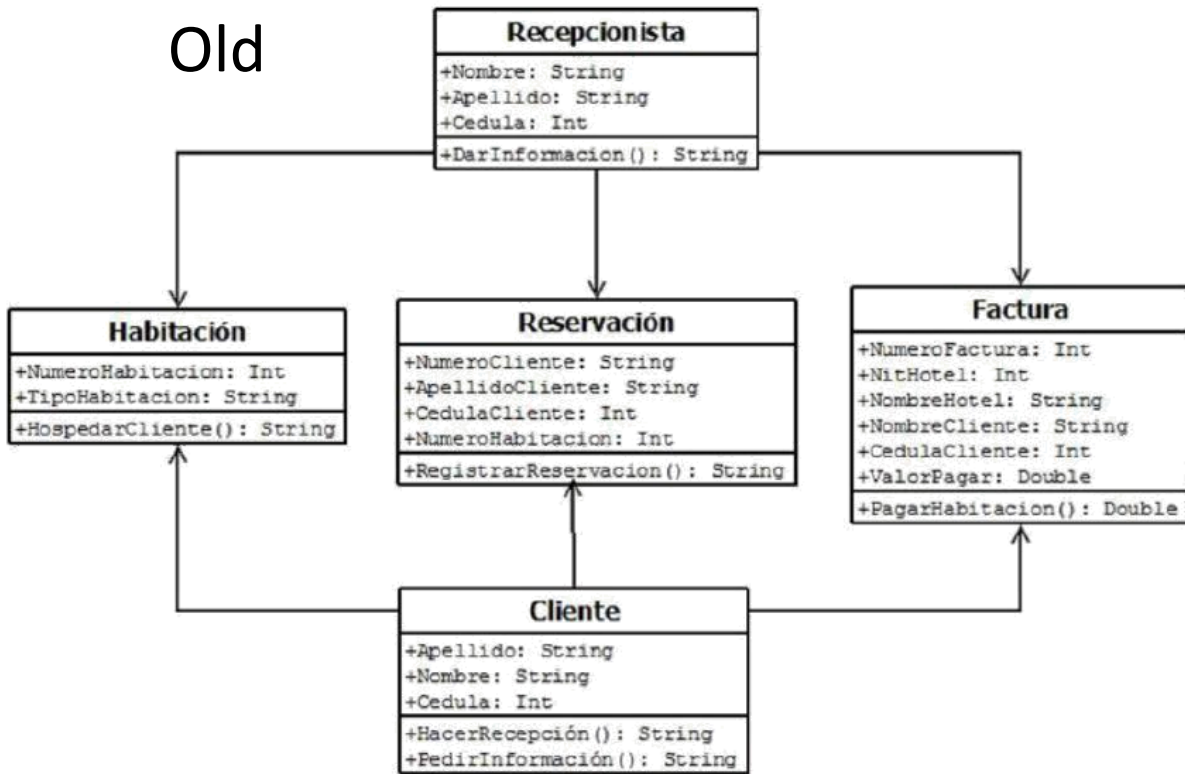 Old
Recepcionista
+Nombre: String
+Apellido: String
+Cedula: Int
+DarInformacion(): String
Habitación
+NumeroHabitacion: Int
+TipoHabitacion: String
+HospedarCliente(): String
Reservación
+NumeroCliente: String
+ApellidoCliente: String
+CedulaCliente: Int
+NumeroHabitacion: Int
+RegistrarReservacion(): String
Factura
+NumeroFactura: Int
+NitHotel: Int
+NombreHotel: String
+NombreCliente: String
+CedulaCliente: Int
+ValorPagar: Double
+PagarHabitacion(): Double
Cliente
+Apellido: String
+Nombre: String
+Cedula: Int
+HacerRecepción(): String
+PedirInformación(): String